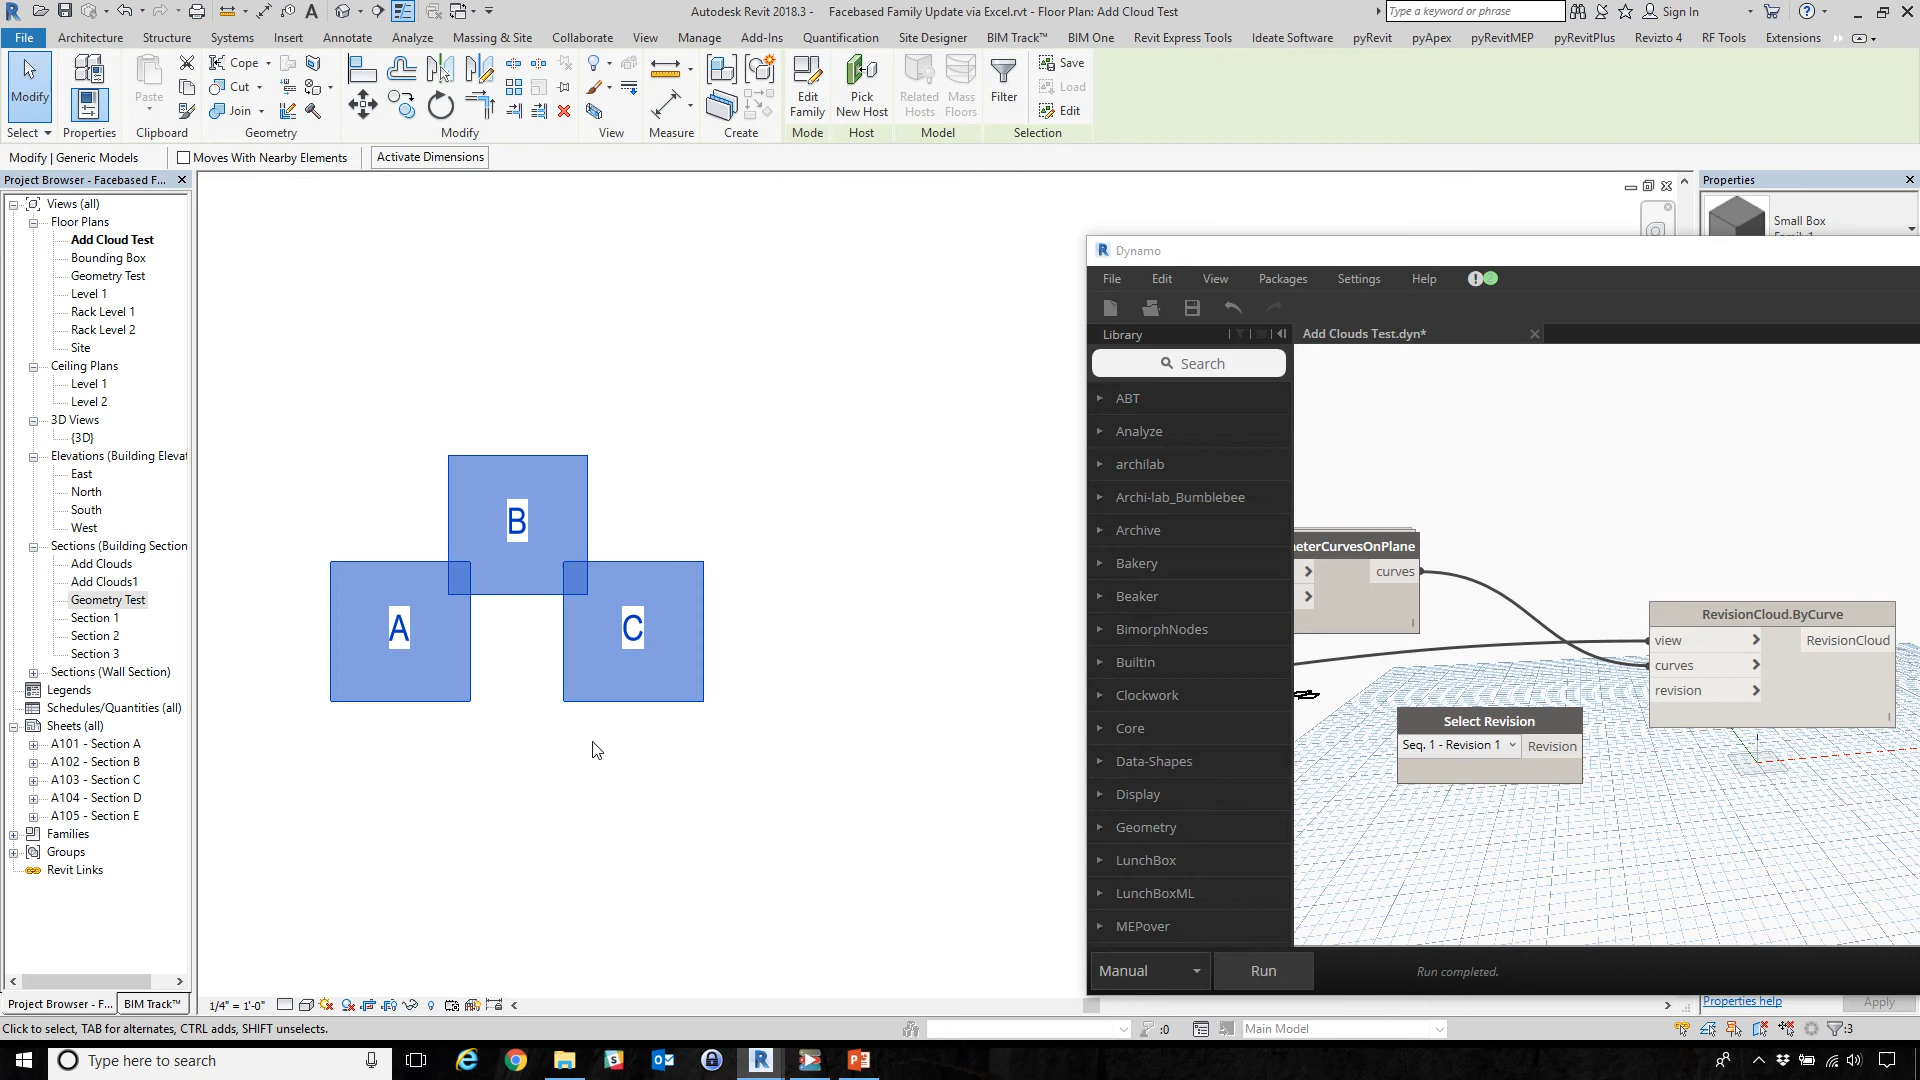 Autodesk Revit 2018.3 - Facebased Family Update via Excel.rvt - Floor Plan: Add Cloud Test
Type a keyword or phrase
Sign In
File Architecture Structure Systems Insert Annotate Analyze Massing & Site Collaborate View Manage Add-Ins Quantification Site Designer BIM Track™ BIM One Revit Express Tools Ideate Software pyRevit pyApex pyRevitMEP pyRevitPlus Revizto 4 RF Tools Extensions
Modify Paste Cope Cut Join Edit Family Pick New Host Related Hosts Mass Floors Filter Save Load Edit
Select Properties Clipboard Geometry Modify View Measure Create Mode Host Model Selection
Modify | Generic Models Moves With Nearby Elements Activate Dimensions
Project Browser - Facebased F...
Views (all)
Floor Plans
Add Cloud Test
Bounding Box
Geometry Test
Level 1
Rack Level 1
Rack Level 2
Site
Ceiling Plans
Level 1
Level 2
3D Views
{3D}
Elevations (Building Elevat
East
North
South
West
Sections (Building Section
Add Clouds
Add Clouds1
Geometry Test
Section 1
Section 2
Section 3
Sections (Wall Section)
Legends
Schedules/Quantities (all)
Sheets (all)
A101 - Section A
A102 - Section B
A103 - Section C
A104 - Section D
A105 - Section E
Families
Groups
Revit Links
Project Browser - F... BIM Track™
B
A
C
1/4" = 1'-0"
Properties
Small Box
Dynamo
File Edit View Packages Settings Help
Library
Add Clouds Test.dyn*
Search
ABT
Analyze
archilab
Archi-lab_Bumblebee
Archive
Bakery
Beaker
BimorphNodes
BuiltIn
Clockwork
Core
Data-Shapes
Display
Geometry
LunchBox
LunchBoxML
MEPover
neterCurvesOnPlane
curves
RevisionCloud.ByCurve
view RevisionCloud
curves
revision
Select Revision
Seq. 1 - Revision 1 Revision
Manual Run Run completed.
Properties help Apply
Click to select, TAB for alternates, CTRL adds, SHIFT unselects.
:0
Main Model
:3
Type here to search